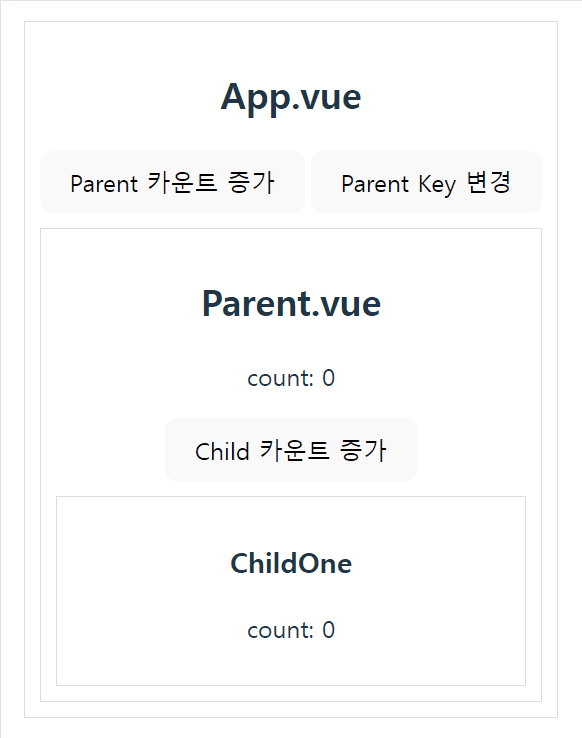 App.vue
Parent 카운트 증가 Parent Key 변경
Parent.vue
count: 0
Child 카운트 증가
ChildOne
count: 0